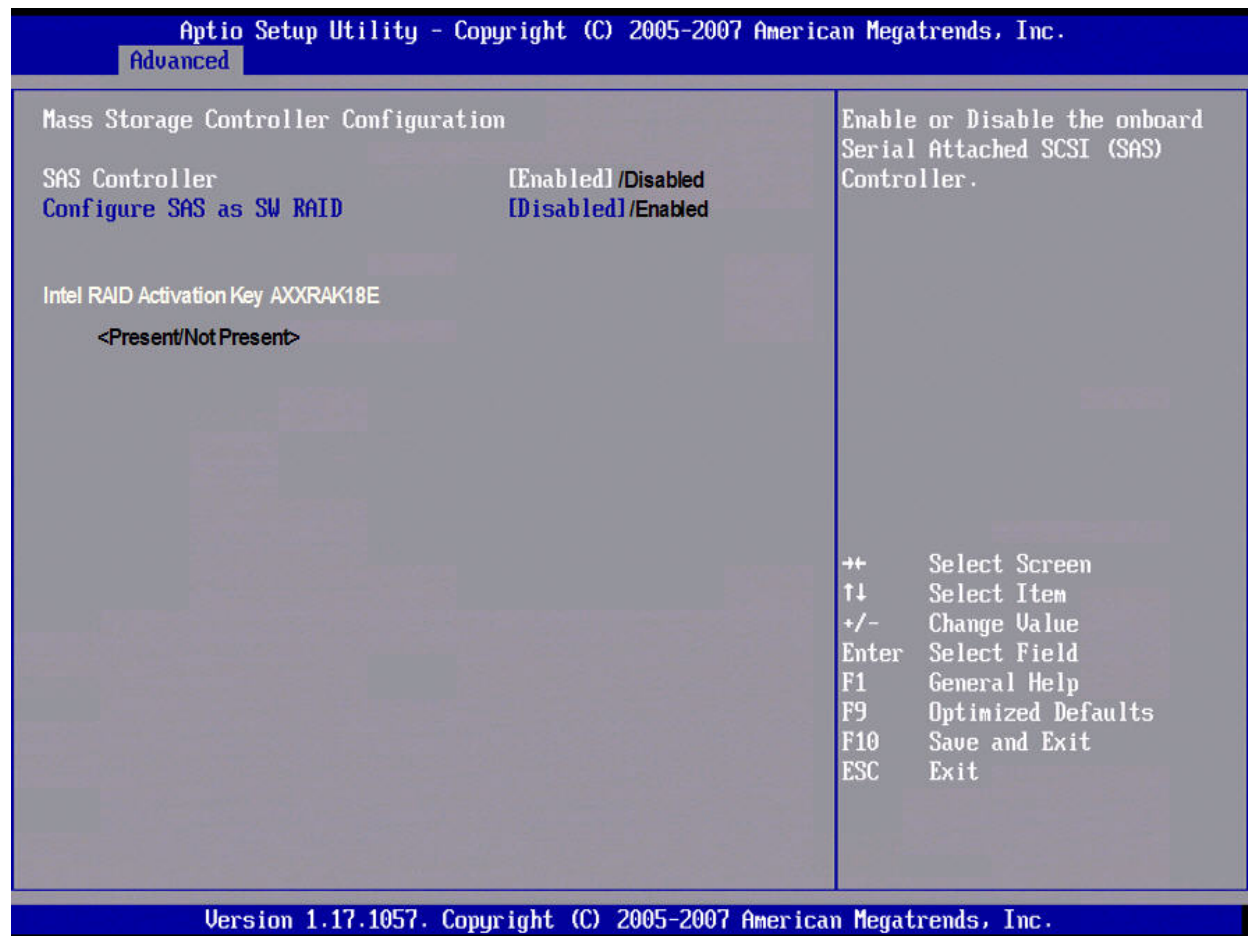 Aptio Setup Utility - Copyright (C) 2005-2007 American Megatrends, Inc.
Advanced
Mass Storage Controller Configuration
SAS Controller [Enabled] /Disabled
Configure SAS as SW RAID [Disabled] /Enabled
Intel RAID Activation Key AXXRAK18E
<Present/Not Present>
Enable or Disable the onboard
Serial Attached SCSI (SAS)
Controller.
→← Select Screen
↑↓ Select Item
+/- Change Value
Enter Select Field
F1 General Help
F9 Optimized Defaults
F10 Save and Exit
ESC Exit
Version 1.17.1057. Copyright (C) 2005-2007 American Megatrends, Inc.